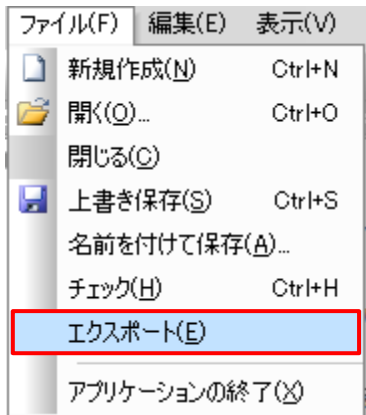 ファイル(F) 編集(E) 表示(V)
新規作成(N) Ctrl+N
開く(O)... Ctrl+O
閉じる(C)
上書き保存(S) Ctrl+S
名前を付けて保存(A)...
チェック(H) Ctrl+H
エクスポート(E)
アプリケーションの終了(X)